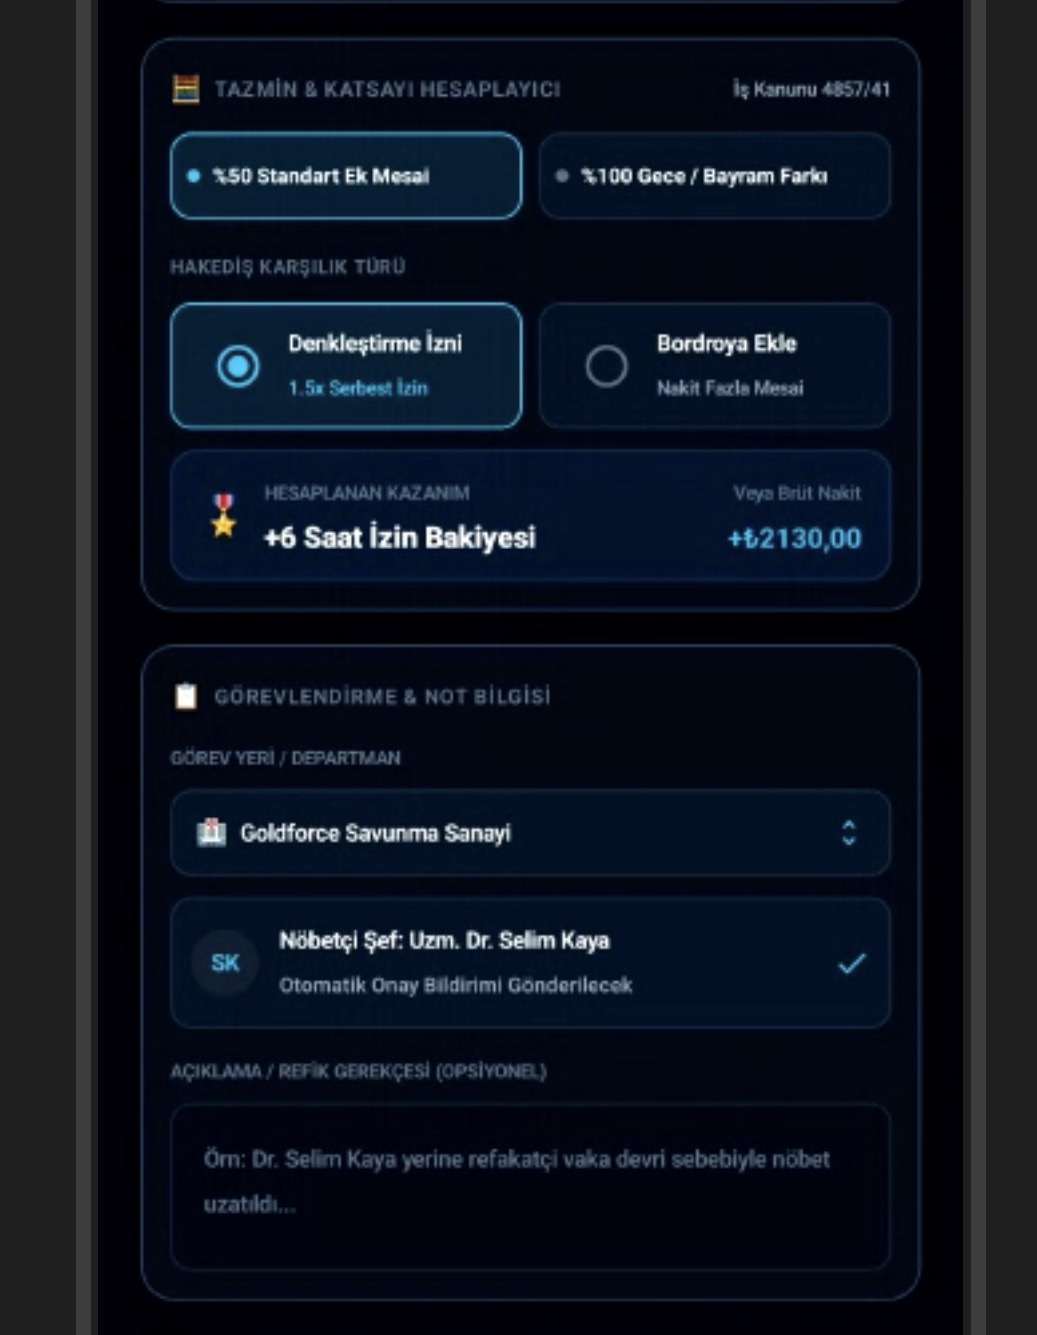 TAZMİN & KATSAYI HESAPLAYICI
İş Kanunu 4857/41
%50 Standart Ek Mesai
%100 Gece / Bayram Farkı
HAKEDİŞ KARŞILIK TÜRÜ
Denkleştirme İzni
1.5x Serbest İzin
Bordroya Ekle
Nakit Fazla Mesai
HESAPLANAN KAZANIM
+6 Saat İzin Bakiyesi
Veya Brüt Nakit
+₺2130,00
GÖREVLENDİRME & NOT BİLGİSİ
GÖREV YERİ / DEPARTMAN
Goldforce Savunma Sanayi
SK
Nöbetçi Şef: Uzm. Dr. Selim Kaya
Otomatik Onay Bildirimi Gönderilecek
AÇIKLAMA / REFİK GEREKÇESİ (OPSİYONEL)
Örn: Dr. Selim Kaya yerine refakatçi vaka devri sebebiyle nöbet
uzatıldı...